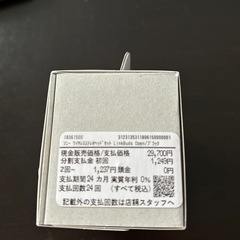 ソニー ワイヤレスステレオヘッドセット LinkBuds Open/ブラック
現金販売価格/支払価格 29,700円
分割支払金 初回 1,249円
2回~ 1,237円 頭金 0円
支払期間 24カ月 実質年利 0%
支払回数 24回 (すべて税込)
記載外の支払回数は店頭スタッフへ